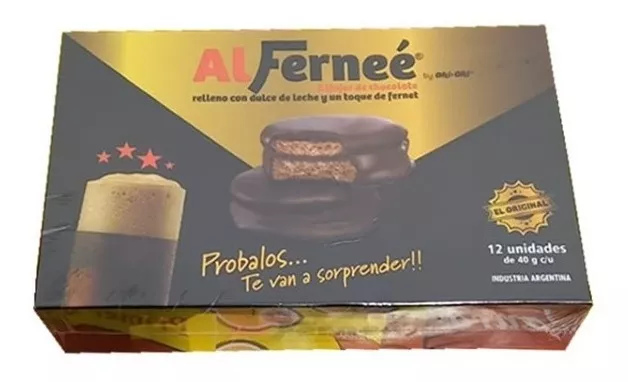 AlFerneé
by
Alfajor de chocolate
relleno con dulce de leche y un toque de fernet
EL ORIGINAL
Probalos...
Te van a sorprender!!
12 unidades
de 40 g c/u
INDUSTRIA ARGENTINA